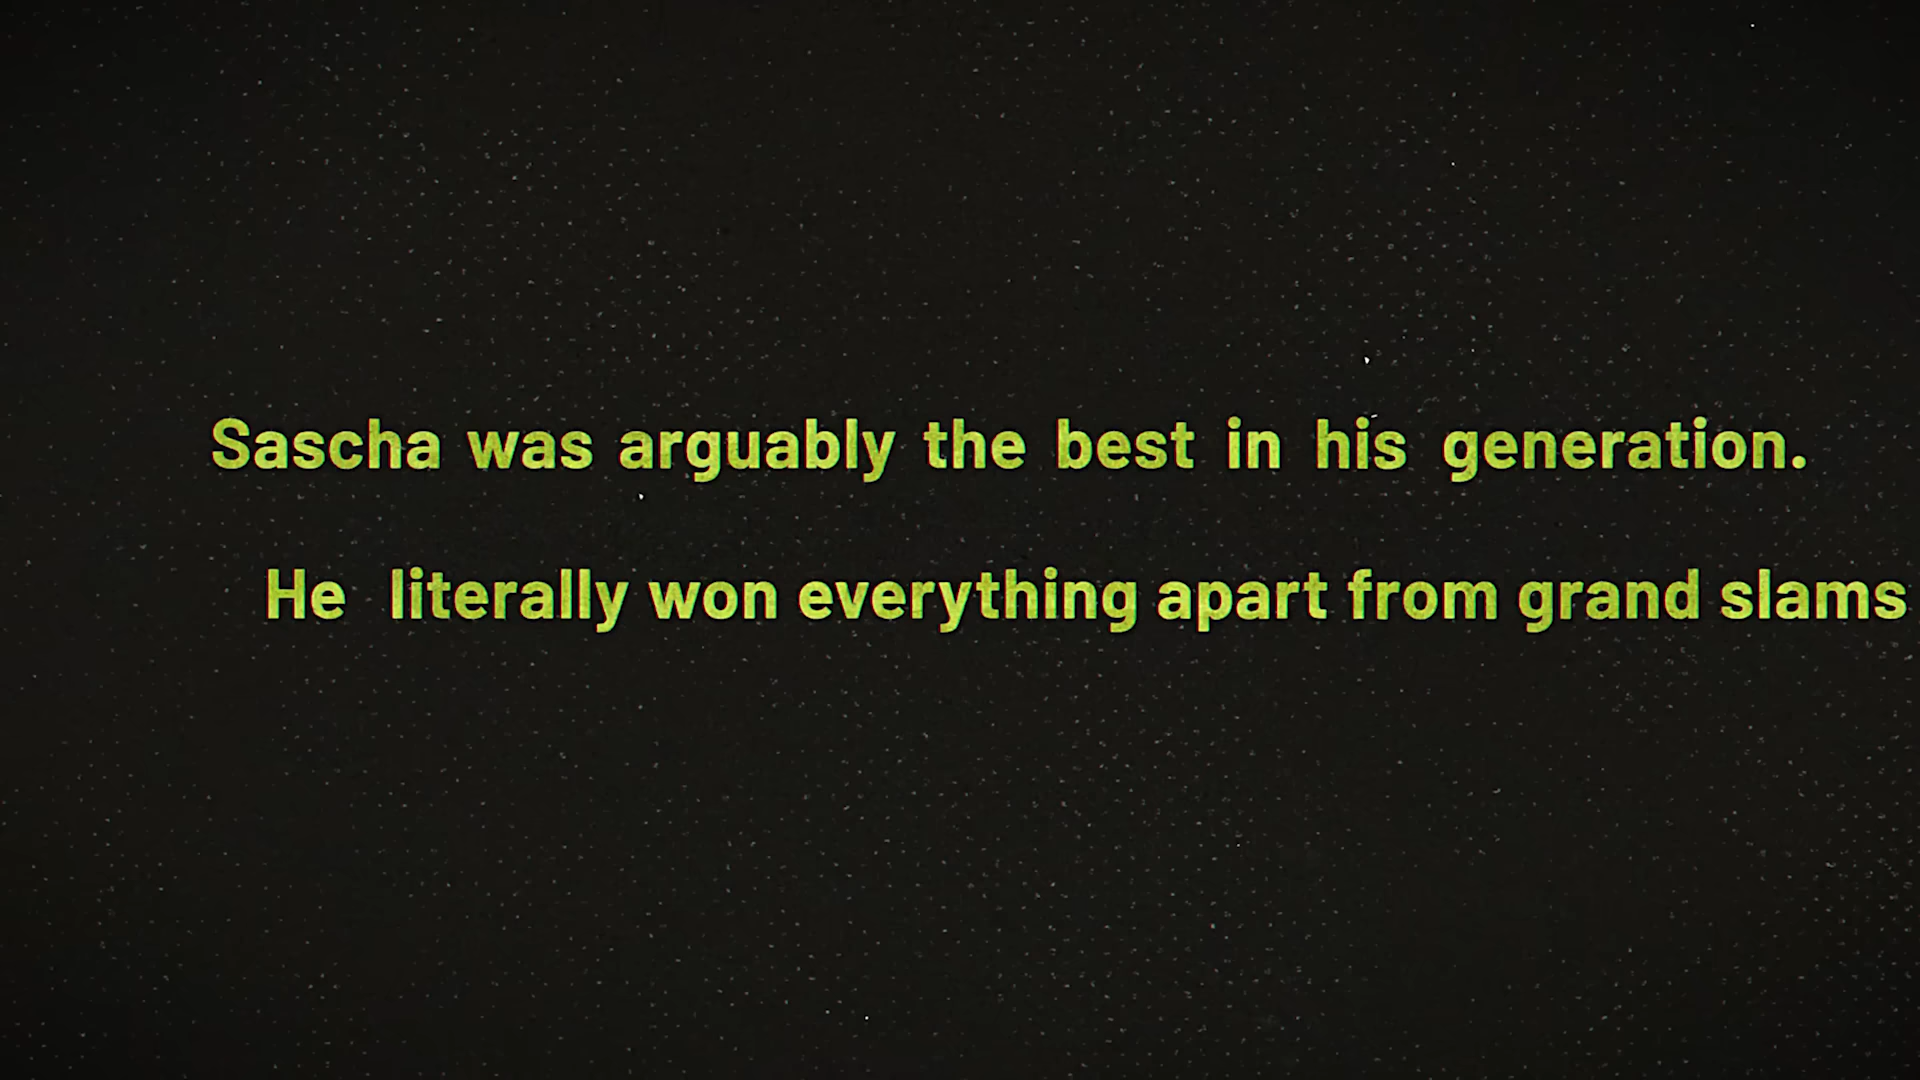 Sascha was arguably the best in his generation.
He literally won everything apart from grand slams